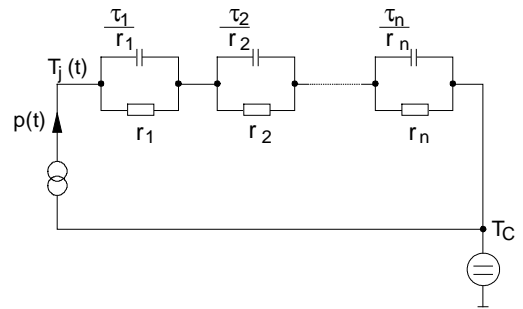 τ1 τ2 τn
r1 r2 rn
Tj (t)
r1 r2 rn
p(t)
TC